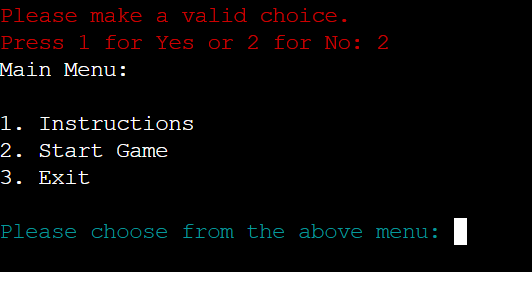 Please make a valid choice.
Press 1 for Yes or 2 for No: 2
Main Menu:
1. Instructions
2. Start Game
3. Exit
Please choose from the above menu: